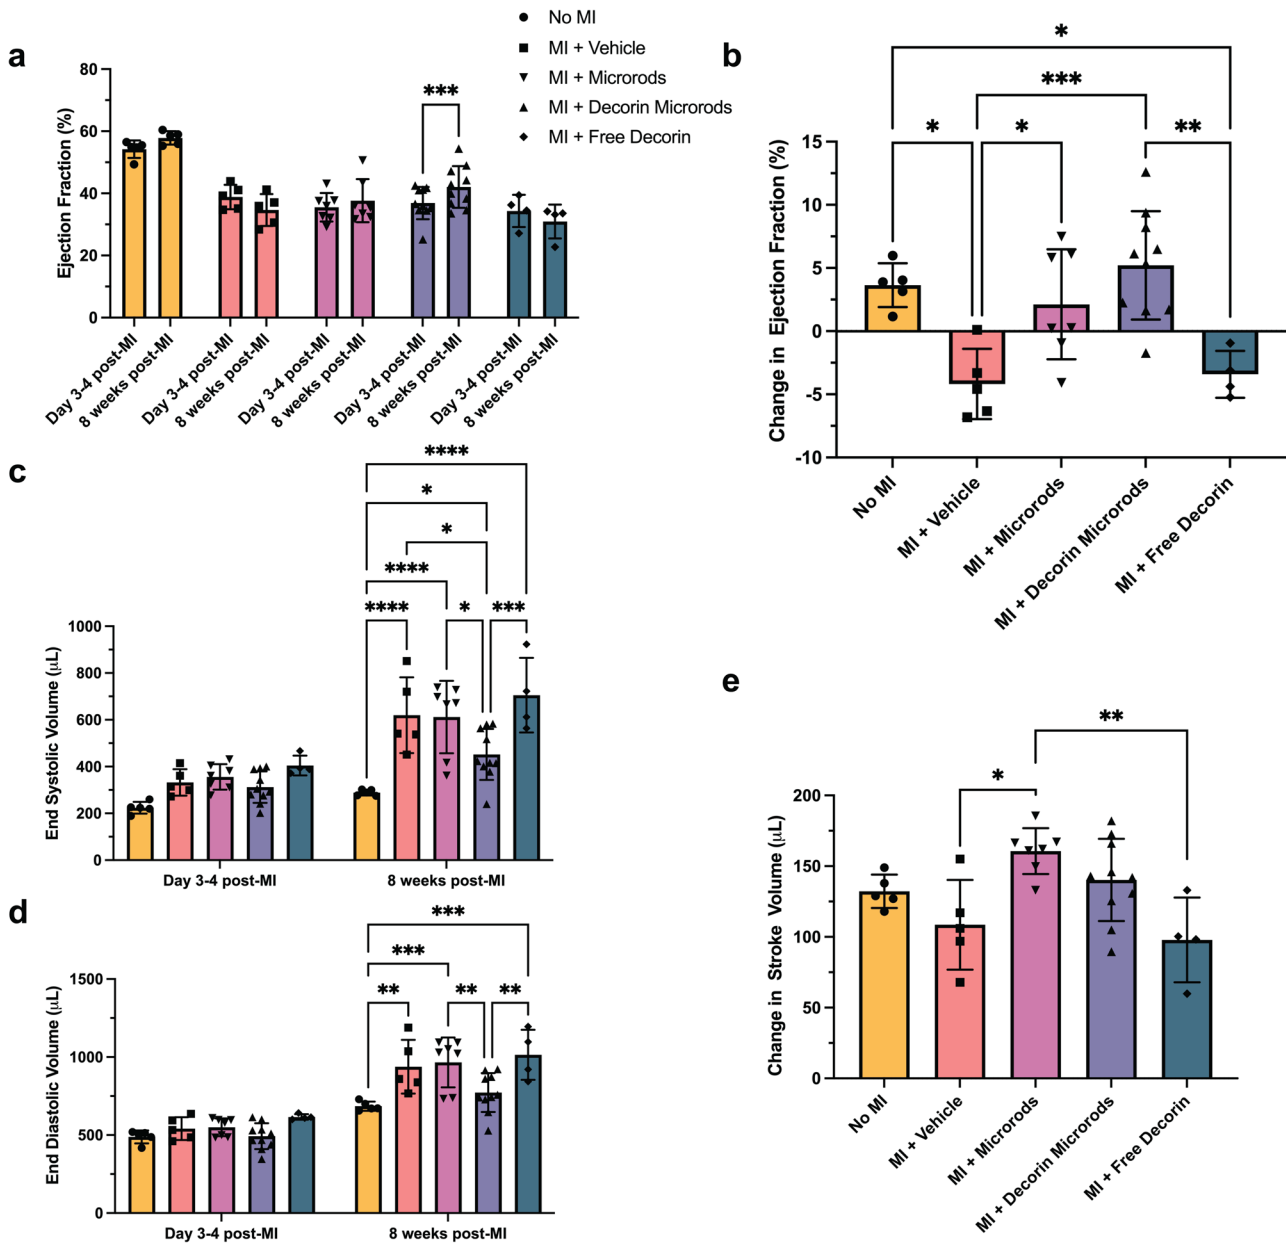 No MI
MI + Vehicle
MI + Microrods
MI + Decorin Microrods
MI + Free Decorin
a
Ejection Fraction (%)
80
60
40
20
0
***
Day 3-4 post-MI
8 weeks post-MI
Day 3-4 post-MI
8 weeks post-MI
Day 3-4 post-MI
8 weeks post-MI
Day 3-4 post-MI
8 weeks post-MI
Day 3-4 post-MI
8 weeks post-MI
b
Change in Ejection Fraction (%)
15
10
5
0
-5
-10
*
***
*
*
**
No MI
MI + Vehicle
MI + Microrods
MI + Decorin Microrods
MI + Free Decorin
c
End Systolic Volume (μL)
1000
800
600
400
200
0
****
*
*
****
****
*
***
Day 3-4 post-MI
8 weeks post-MI
d
End Diastolic Volume (μL)
1500
1000
500
0
***
***
**
**
**
Day 3-4 post-MI
8 weeks post-MI
e
Change in Stroke Volume (μL)
200
150
100
50
0
**
*
No MI
MI + Vehicle
MI + Microrods
MI + Decorin Microrods
MI + Free Decorin